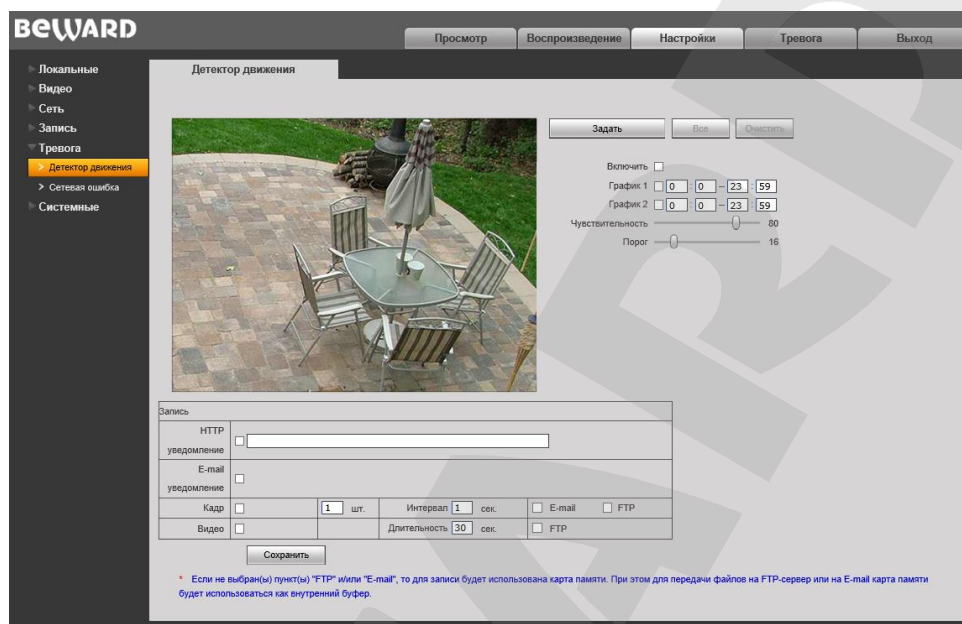 BEWARD
Просмотр Воспроизведение Настройки Тревога Выход
Локальные
Видео
Сеть
Запись
Тревога
Детектор движения
Сетевая ошибка
Системные
Детектор движения
Задать Все Очистить
Включить
График 1 0 : 0 – 23 : 59
График 2 0 : 0 – 23 : 59
Чувствительность 80
Порог 16
Запись
HTTP
уведомление
E-mail
уведомление
Кадр 1 шт. Интервал 1 сек. E-mail FTP
Видео Длительность 30 сек. FTP
Сохранить
* Если не выбран(ы) пункт(ы) "FTP" и/или "E-mail", то для записи будет использована карта памяти. При этом для передачи файлов на FTP-сервер или на E-mail карта памяти
будет использоваться как внутренний буфер.